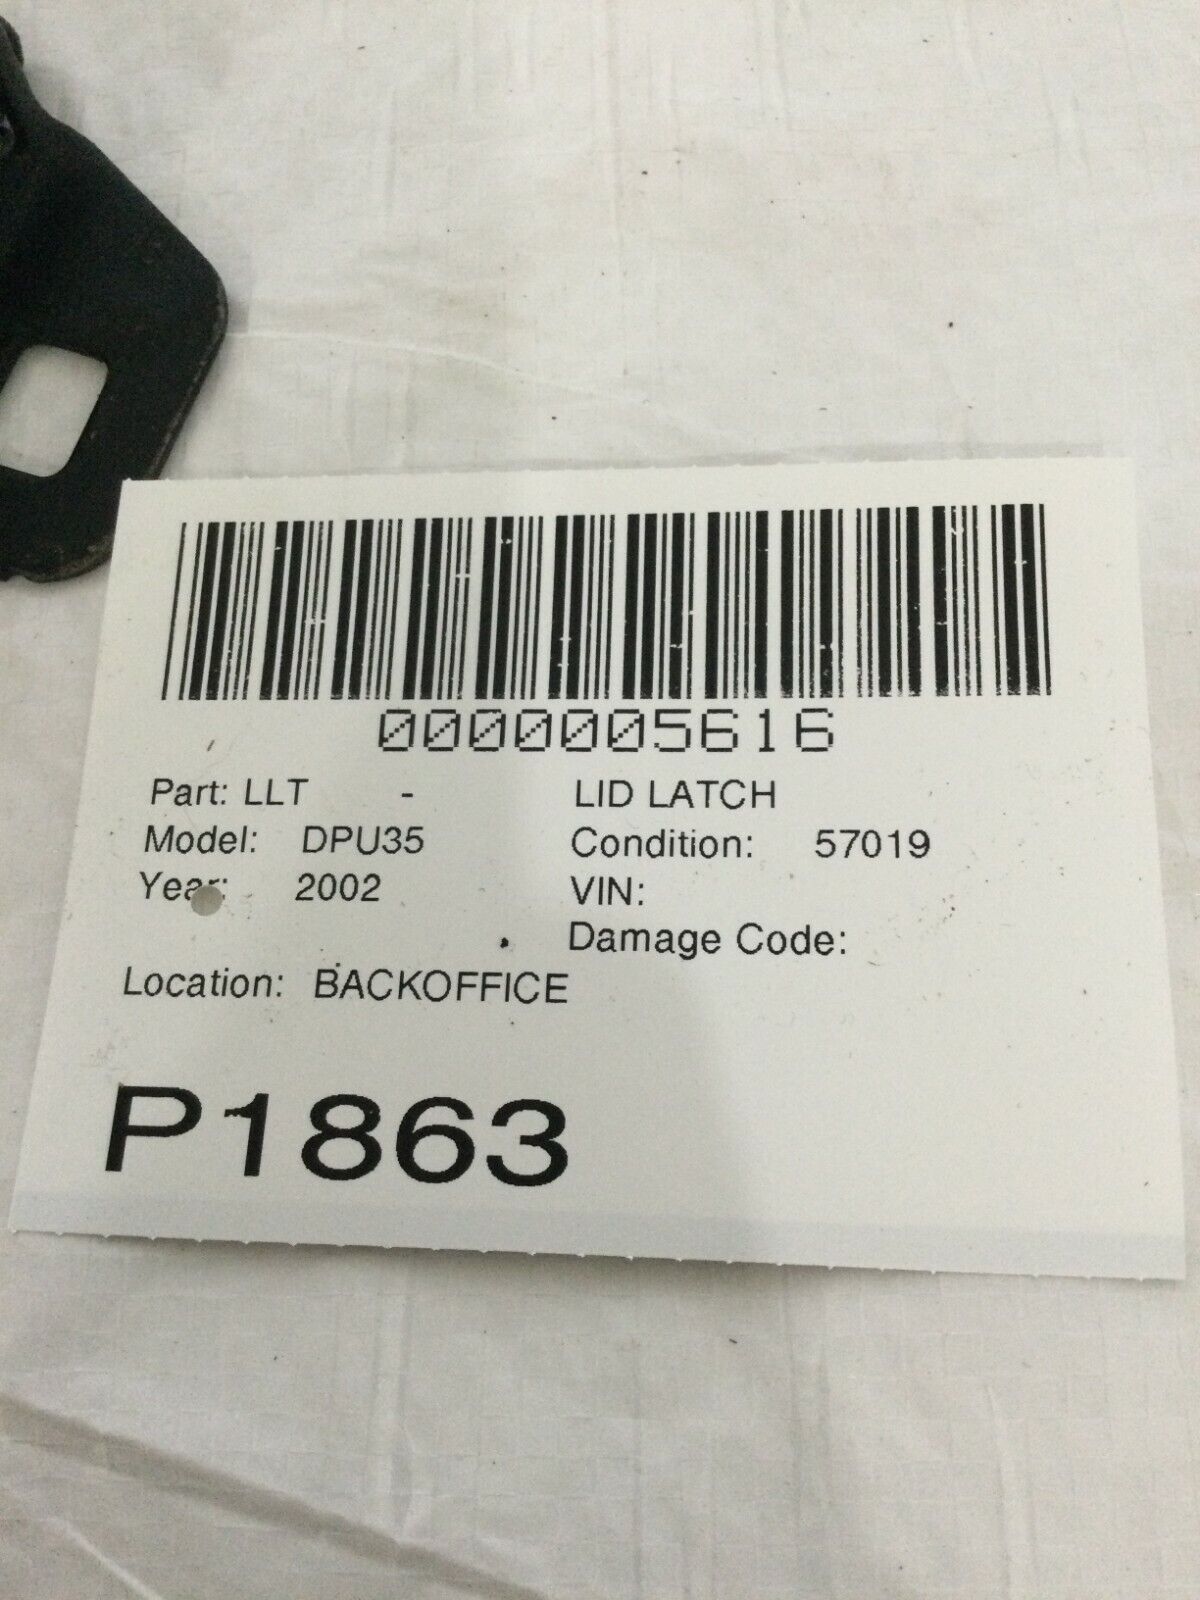 0000005616
Part: LLT - LID LATCH
Model: DPU35 Condition: 57019
Year: 2002 VIN:
Damage Code:
Location: BACKOFFICE
P1863